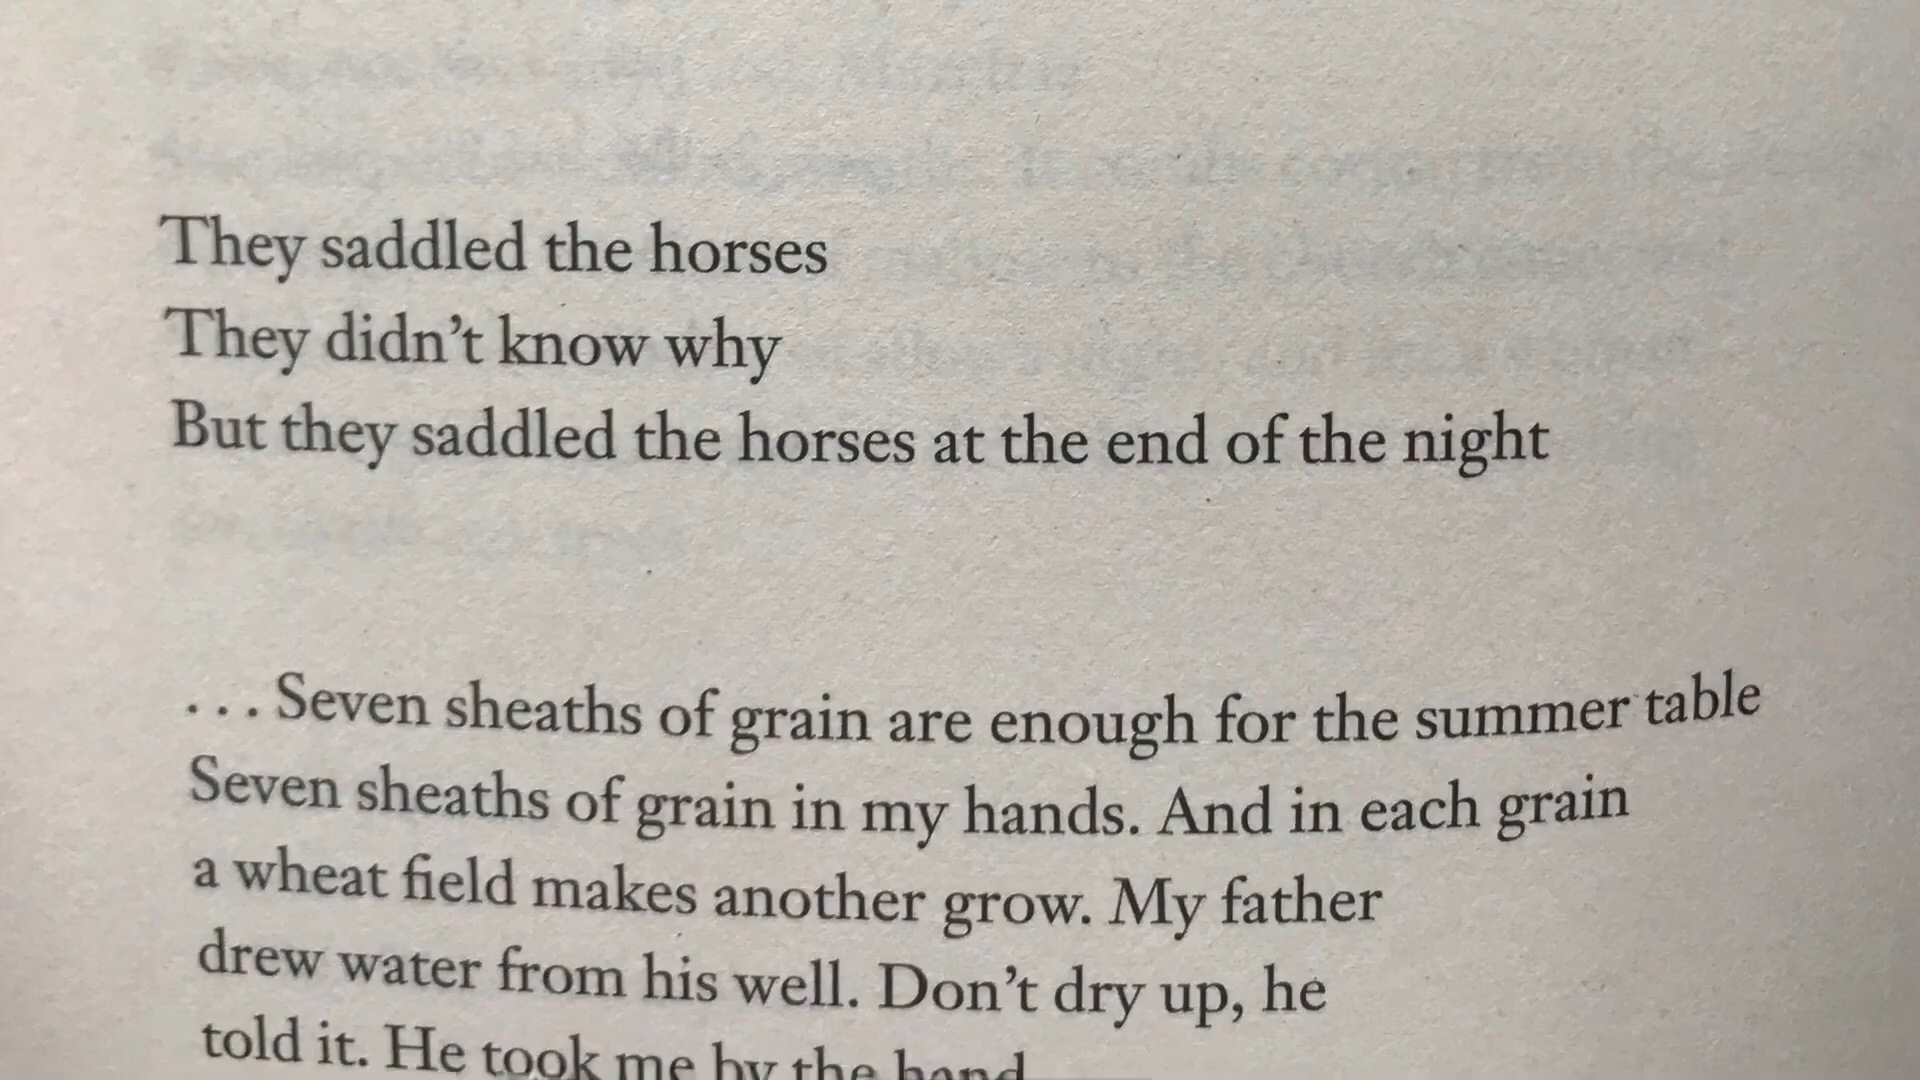 They saddled the horses
They didn't know why
But they saddled the horses at the end of the night
. . . Seven sheaths of grain are enough for the summer table
Seven sheaths of grain in my hands. And in each grain
a wheat field makes another grow. My father
drew water from his well. Don't dry up, he
told it. He took me by the hand